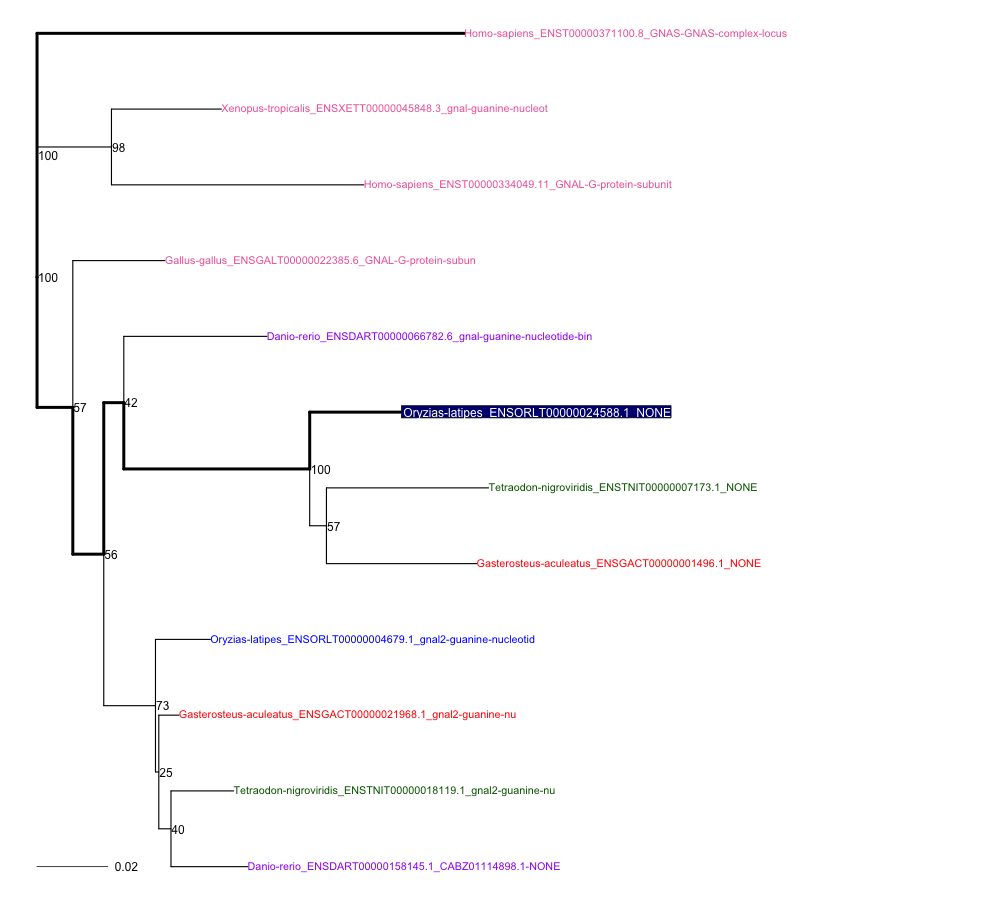 Homo-sapiens_ENST00000371100.8_GNAS-GNAS-complex-locus
Xenopus-tropicalis_ENSXETT00000045848.3_gnal-guanine-nucleot
98
100
Homo-sapiens_ENST00000334049.11_GNAL-G-protein-subunit
Gallus-gallus_ENSGALT00000022385.6_GNAL-G-protein-subun
100
Danio-rerio_ENSDART00000066782.6_gnal-guanine-nucleotide-bin
42
57
Oryzias-latipes_ENSORLT00000024588.1_NONE
100
Tetraodon-nigroviridis_ENSTNIT00000007173.1_NONE
57
56
Gasterosteus-aculeatus_ENSGACT00000001496.1_NONE
Oryzias-latipes_ENSORLT00000004679.1_gnal2-guanine-nucleotid
73
Gasterosteus-aculeatus_ENSGACT00000021968.1_gnal2-guanine-nu
25
Tetraodon-nigroviridis_ENSTNIT00000018119.1_gnal2-guanine-nu
40
0.02
Danio-rerio_ENSDART00000158145.1_CABZ01114898.1-NONE